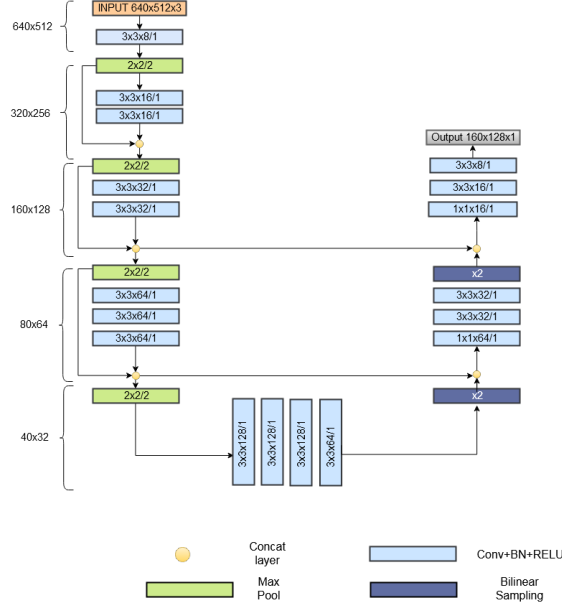 INPUT 640x512x3
640x512
3x3x8/1
2x2/2
3x3x16/1
320x256
3x3x16/1
Output 160x128x1
2x2/2
3x3x8/1
3x3x32/1
3x3x16/1
160x128
3x3x32/1
1x1x16/1
2x2/2
x2
3x3x64/1
3x3x32/1
80x64
3x3x64/1
3x3x32/1
3x3x64/1
1x1x64/1
2x2/2
x2
40x32
3x3x128/1
3x3x128/1
3x3x128/1
3x3x64/1
Concat
layer
Conv+BN+RELU
Max
Pool
Bilinear
Sampling